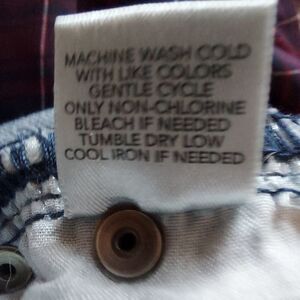 MACHINE WASH COLD
WITH LIKE COLORS
GENTLE CYCLE
ONLY NON-CHLORINE
BLEACH IF NEEDED
TUMBLE DRY LOW
COOL IRON IF NEEDED